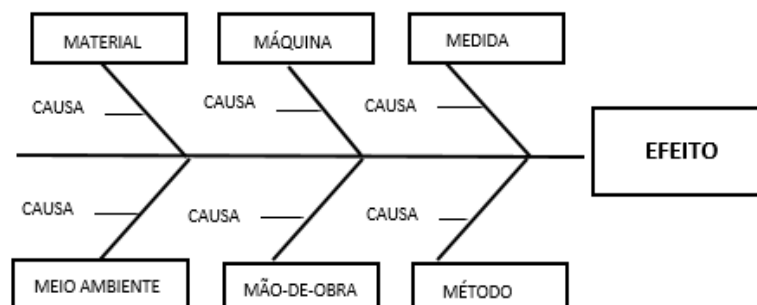 MATERIAL
MÁQUINA
MEDIDA
CAUSA
CAUSA
CAUSA
EFEITO
CAUSA
CAUSA
CAUSA
MEIO AMBIENTE
MÃO-DE-OBRA
MÉTODO